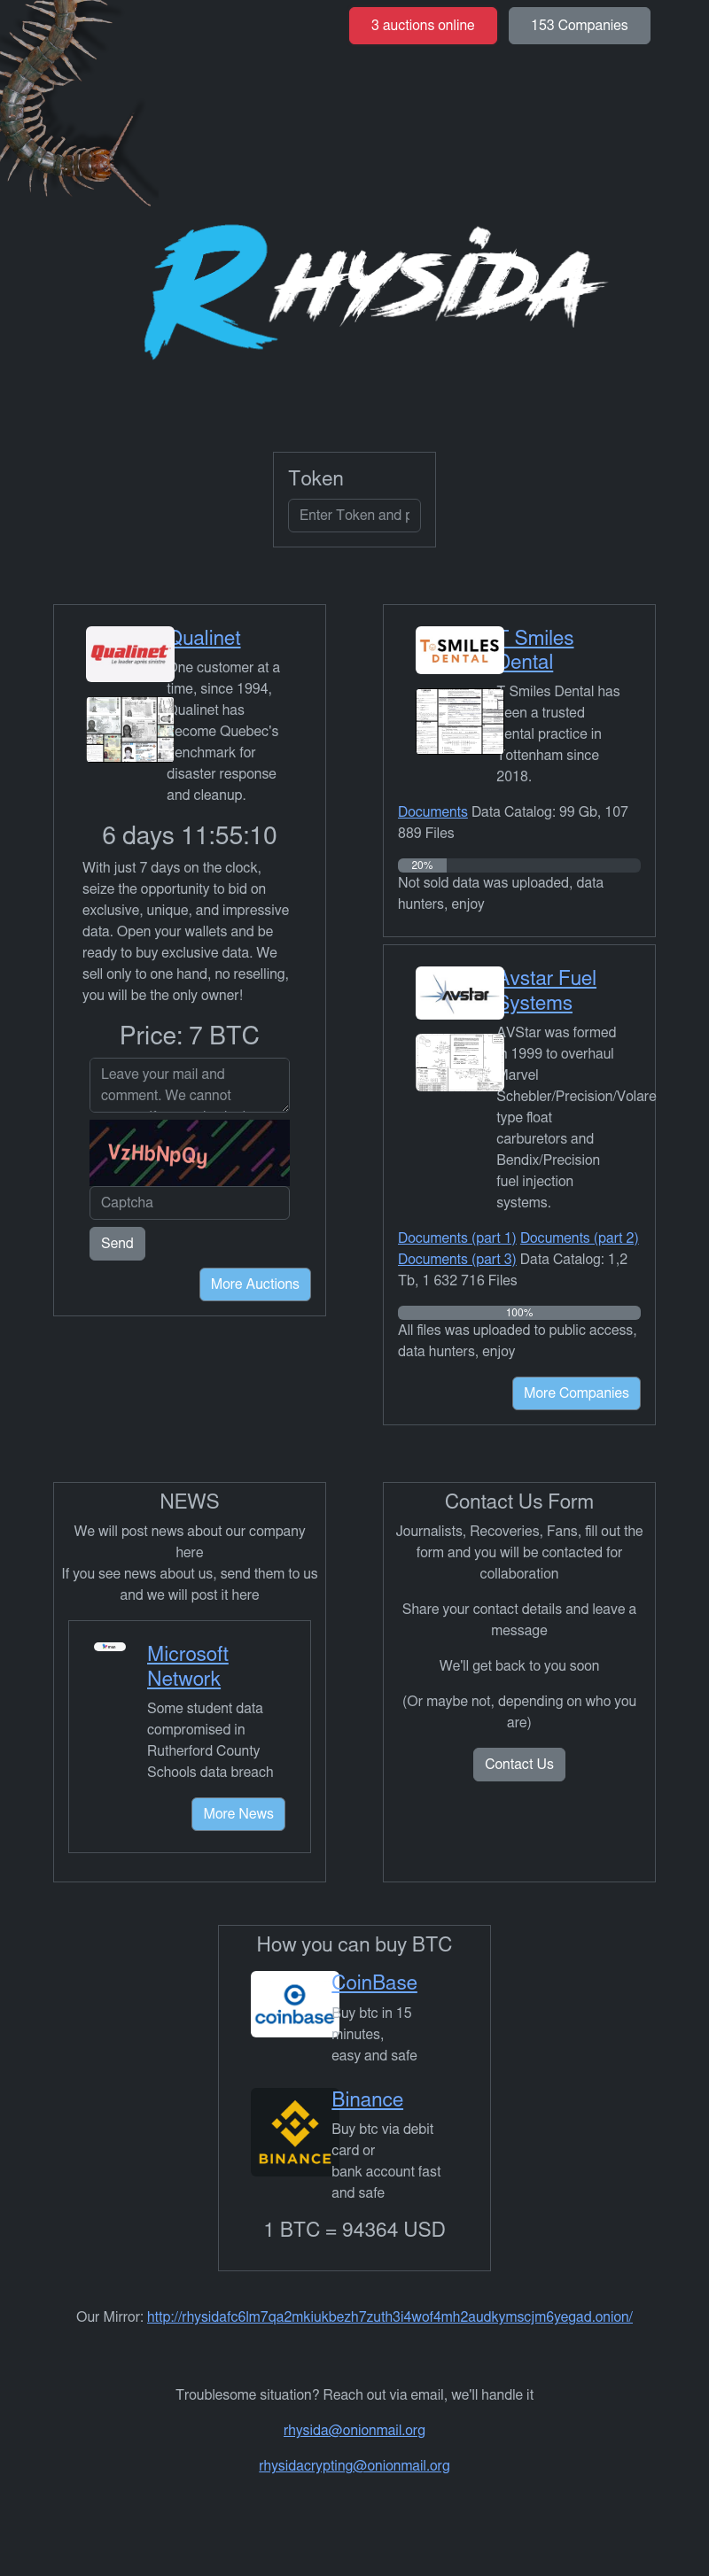 3 auctions online
153 Companies
RHYSIDA
Token
Enter Token and p
Qualinet
Le leader après sinistre
Qualinet
One customer at a
time, since 1994,
Qualinet has
become Quebec's
benchmark for
disaster response
and cleanup.
6 days 11:55:10
With just 7 days on the clock,
seize the opportunity to bid on
exclusive, unique, and impressive
data. Open your wallets and be
ready to buy exclusive data. We
sell only to one hand, no reselling,
you will be the only owner!
Price: 7 BTC
Leave your mail and
comment. We cannot
VzHbNpQy
Captcha
Send
More Auctions
T SMILES
DENTAL
T Smiles
Dental
T Smiles Dental has
been a trusted
dental practice in
Tottenham since
2018.
Documents Data Catalog: 99 Gb, 107
889 Files
20%
Not sold data was uploaded, data
hunters, enjoy
Avstar
Avstar Fuel
Systems
AVStar was formed
in 1999 to overhaul
Marvel
Schebler/Precision/Volare
type float
carburetors and
Bendix/Precision
fuel injection
systems.
Documents (part 1) Documents (part 2)
Documents (part 3) Data Catalog: 1,2
Tb, 1 632 716 Files
100%
All files was uploaded to public access,
data hunters, enjoy
More Companies
NEWS
We will post news about our company
here
If you see news about us, send them to us
and we will post it here
Microsoft
Network
Some student data
compromised in
Rutherford County
Schools data breach
More News
Contact Us Form
Journalists, Recoveries, Fans, fill out the
form and you will be contacted for
collaboration
Share your contact details and leave a
message
We'll get back to you soon
(Or maybe not, depending on who you
are)
Contact Us
How you can buy BTC
coinbase
CoinBase
Buy btc in 15
minutes,
easy and safe
BINANCE
Binance
Buy btc via debit
card or
bank account fast
and safe
1 BTC = 94364 USD
Our Mirror: http://rhysidafc6lm7qa2mkiukbezh7zuth3i4wof4mh2audkymscjm6yegad.onion/
Troublesome situation? Reach out via email, we'll handle it
rhysida@onionmail.org
rhysidacrypting@onionmail.org